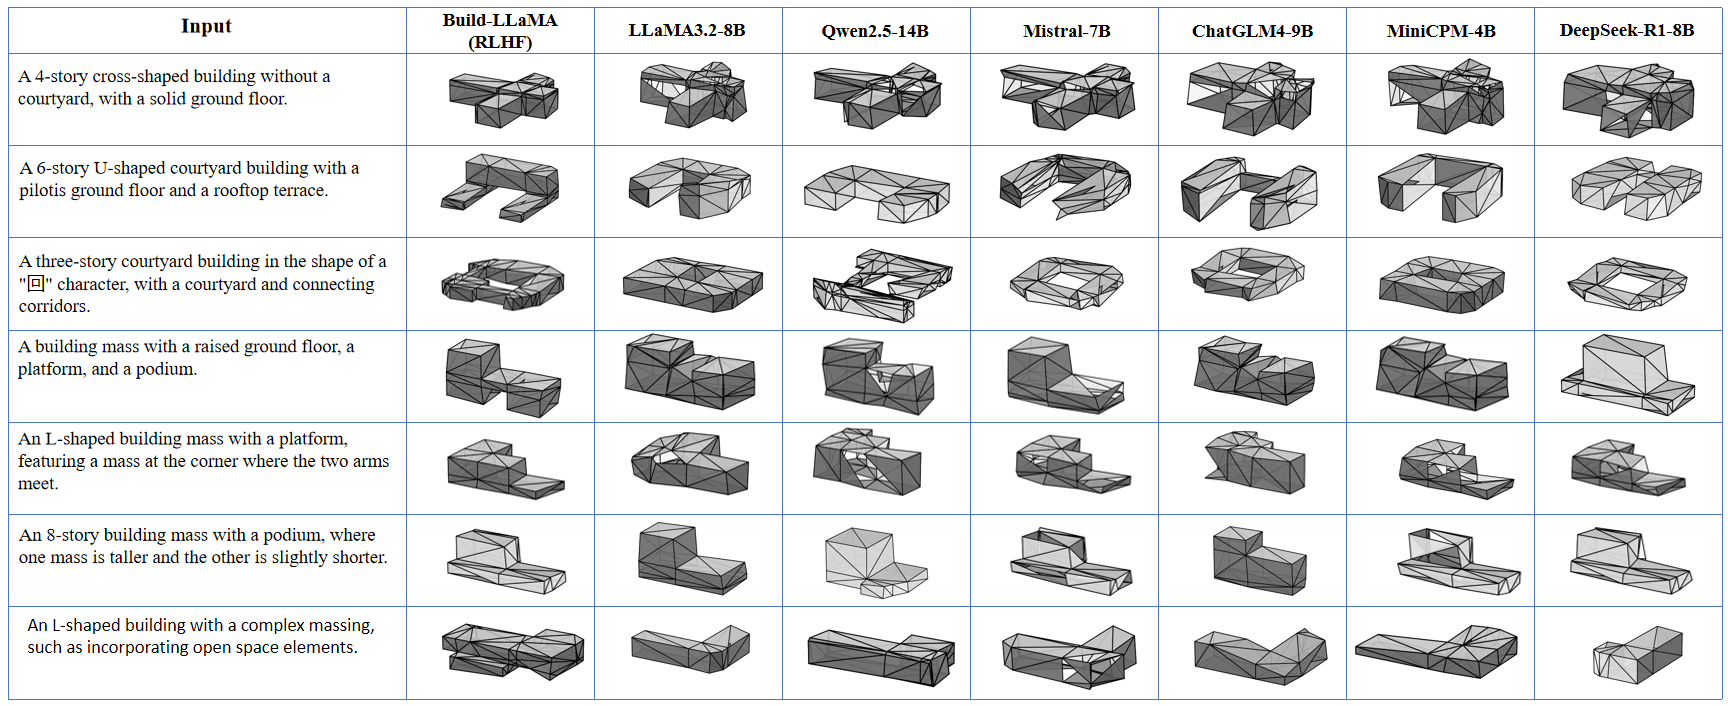 Input
Build-LLaMA
(RLHF)
LLaMA3.2-8B
Qwen2.5-14B
Mistral-7B
ChatGLM4-9B
MiniCPM-4B
DeepSeek-R1-8B
A 4-story cross-shaped building without a
courtyard, with a solid ground floor.
A 6-story U-shaped courtyard building with a
pilotis ground floor and a rooftop terrace.
A three-story courtyard building in the shape of a
"回" character, with a courtyard and connecting
corridors.
A building mass with a raised ground floor, a
platform, and a podium.
An L-shaped building mass with a platform,
featuring a mass at the corner where the two arms
meet.
An 8-story building mass with a podium, where
one mass is taller and the other is slightly shorter.
An L-shaped building with a complex massing,
such as incorporating open space elements.